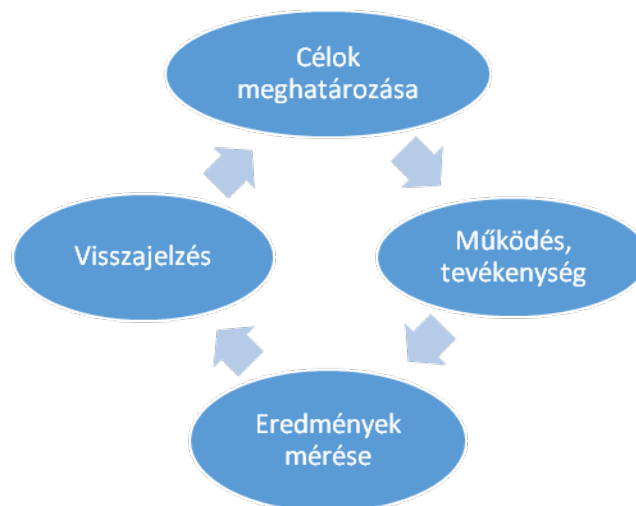 Célok
meghatározása
Működés,
tevékenység
Eredmények
mérése
Visszajelzés